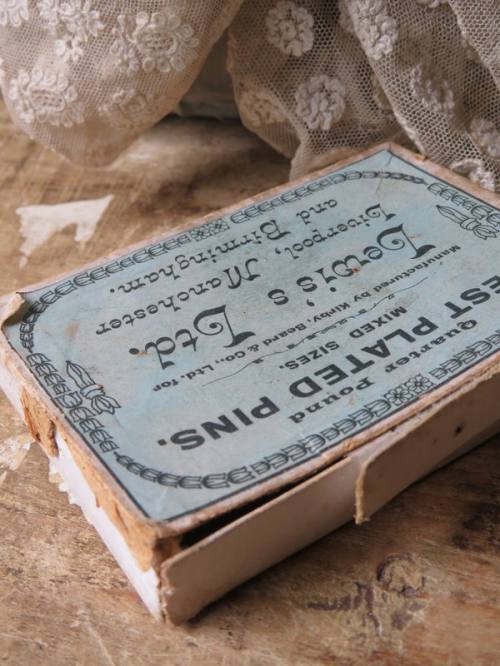 Quarter Pound
EST PLATED PINS.
MIXED SIZES.
Manufactured by Kirby, Beard & Co., Ltd. for
Lewis's Ltd.
Liverpool, Manchester
and Birmingham.